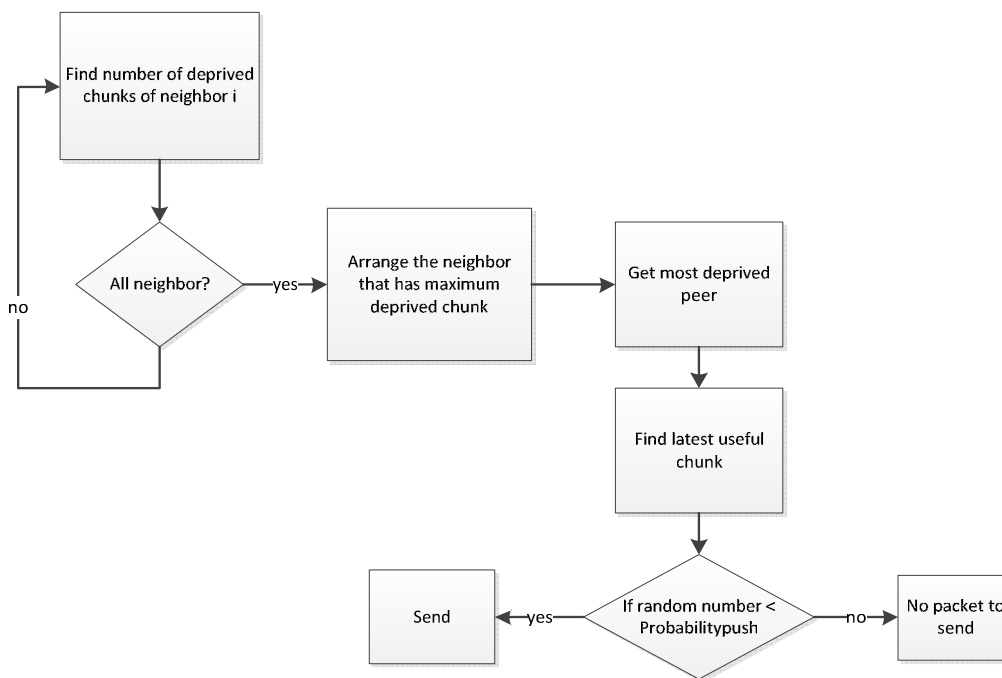 Find number of deprived
chunks of neighbor i
All neighbor?
yes
no
Arrange the neighbor
that has maximum
deprived chunk
Get most deprived
peer
Find latest useful
chunk
If random number <
Probabilitypush
yes
Send
no
No packet to
send